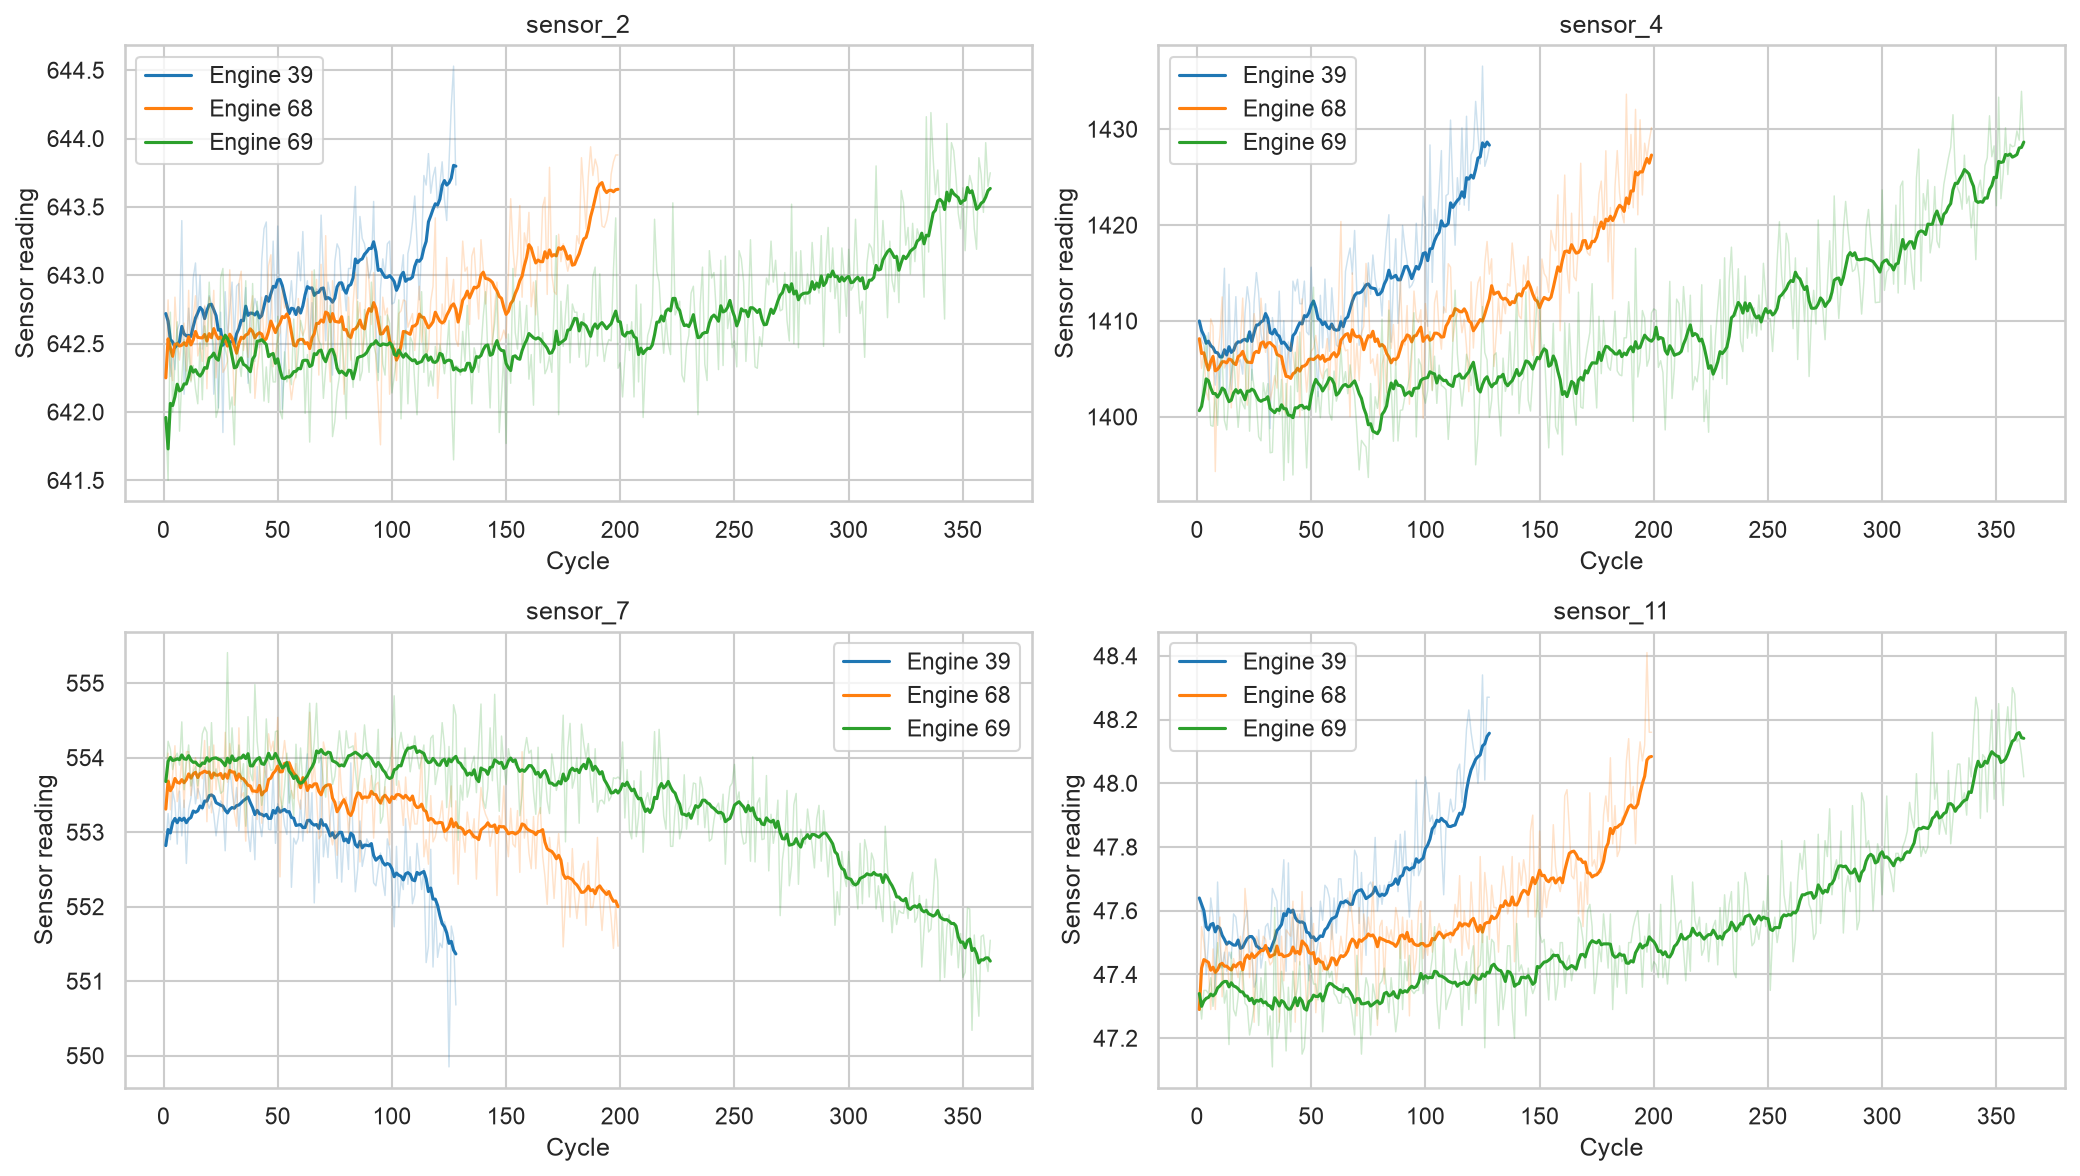 sensor_2
Engine 39
Engine 68
Engine 69
644.5
644.0
643.5
643.0
642.5
642.0
641.5
Sensor reading
0 50 100 150 200 250 300 350
Cycle
sensor_4
Engine 39
Engine 68
Engine 69
1430
1420
1410
1400
Sensor reading
0 50 100 150 200 250 300 350
Cycle
sensor_7
Engine 39
Engine 68
Engine 69
555
554
553
552
551
550
Sensor reading
0 50 100 150 200 250 300 350
Cycle
sensor_11
Engine 39
Engine 68
Engine 69
48.4
48.2
48.0
47.8
47.6
47.4
47.2
Sensor reading
0 50 100 150 200 250 300 350
Cycle